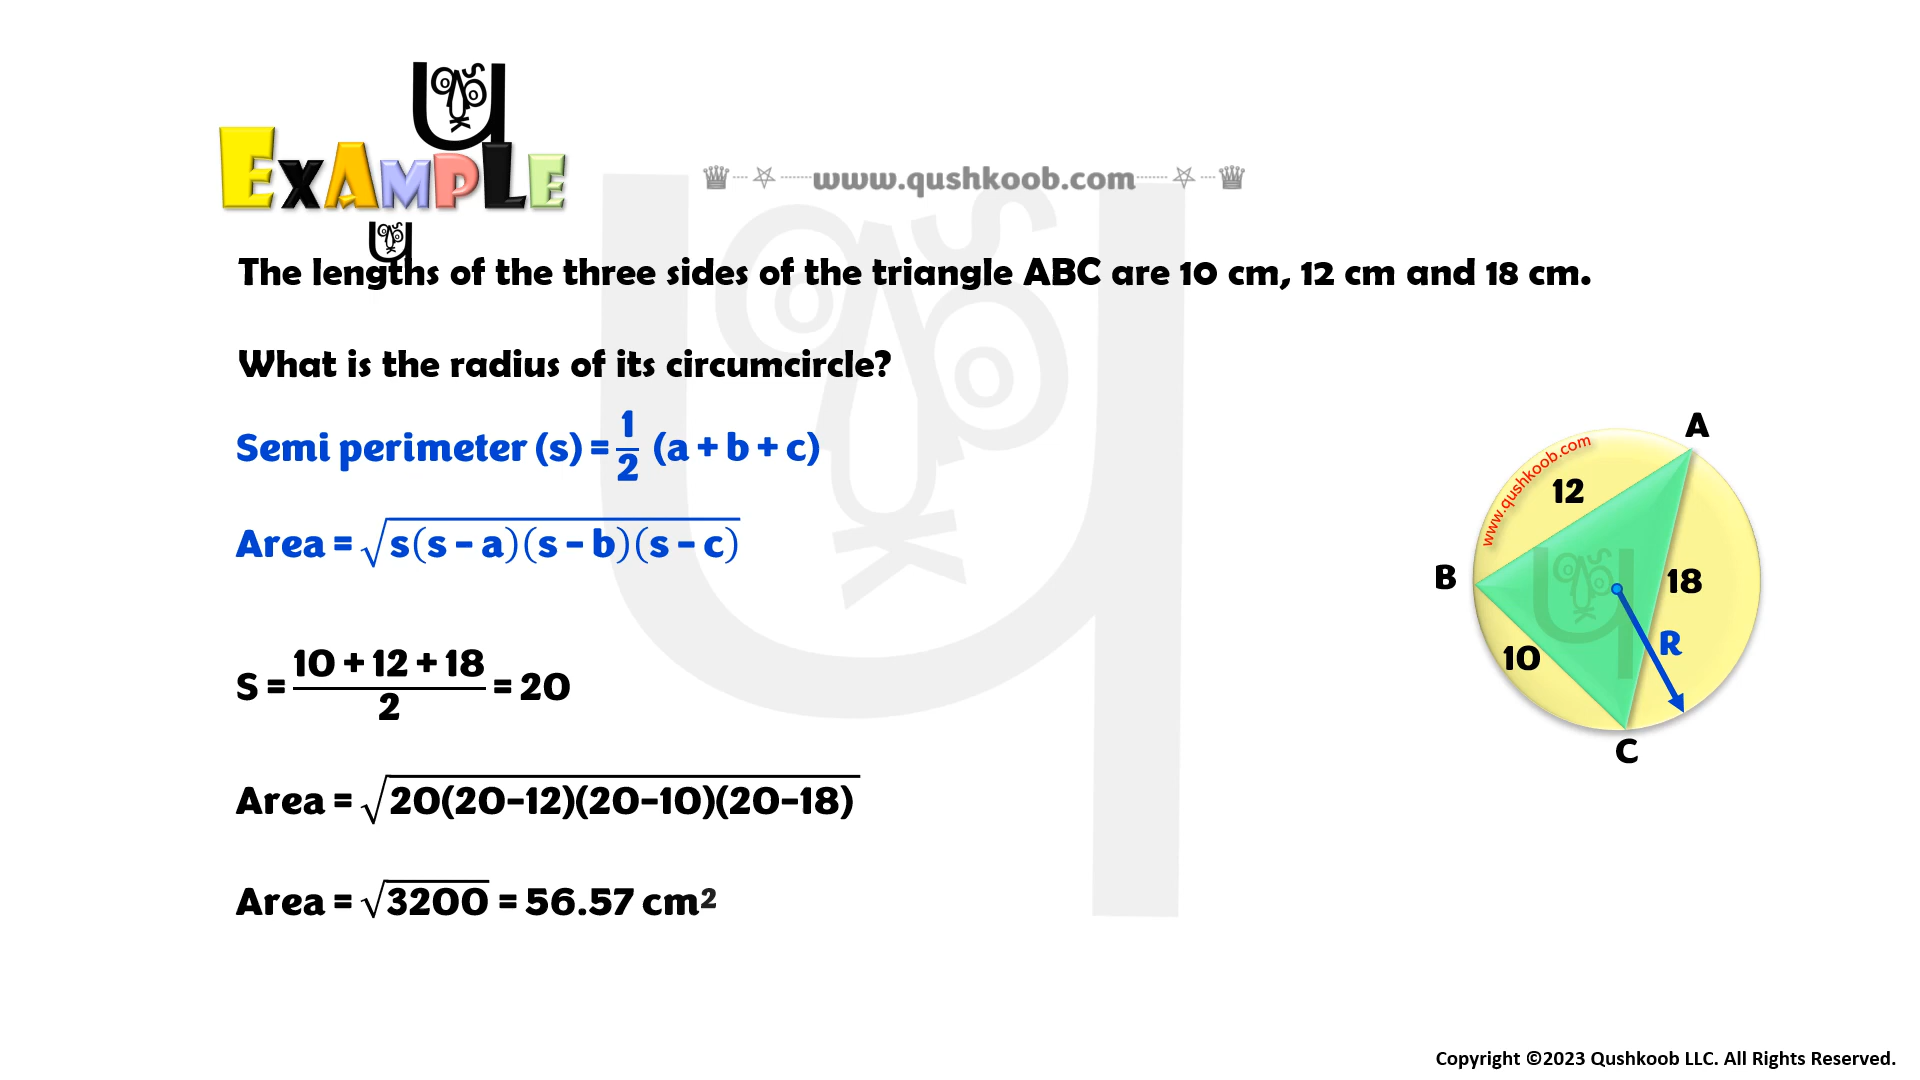 ExAMPLE
www.qushkoob.com
The lengths of the three sides of the triangle ABC are 10 cm, 12 cm and 18 cm.
What is the radius of its circumcircle?
Semi perimeter (s) = 1/2 (a + b + c)
Area = √s(s – a)(s – b)(s – c)
S = 10 + 12 + 18 / 2 = 20
Area = √20(20–12)(20–10)(20–18)
Area = √3200 = 56.57 cm²
A
www.qushkoob.com
12
B
18
R
10
C
Copyright ©2023 Qushkoob LLC. All Rights Reserved.